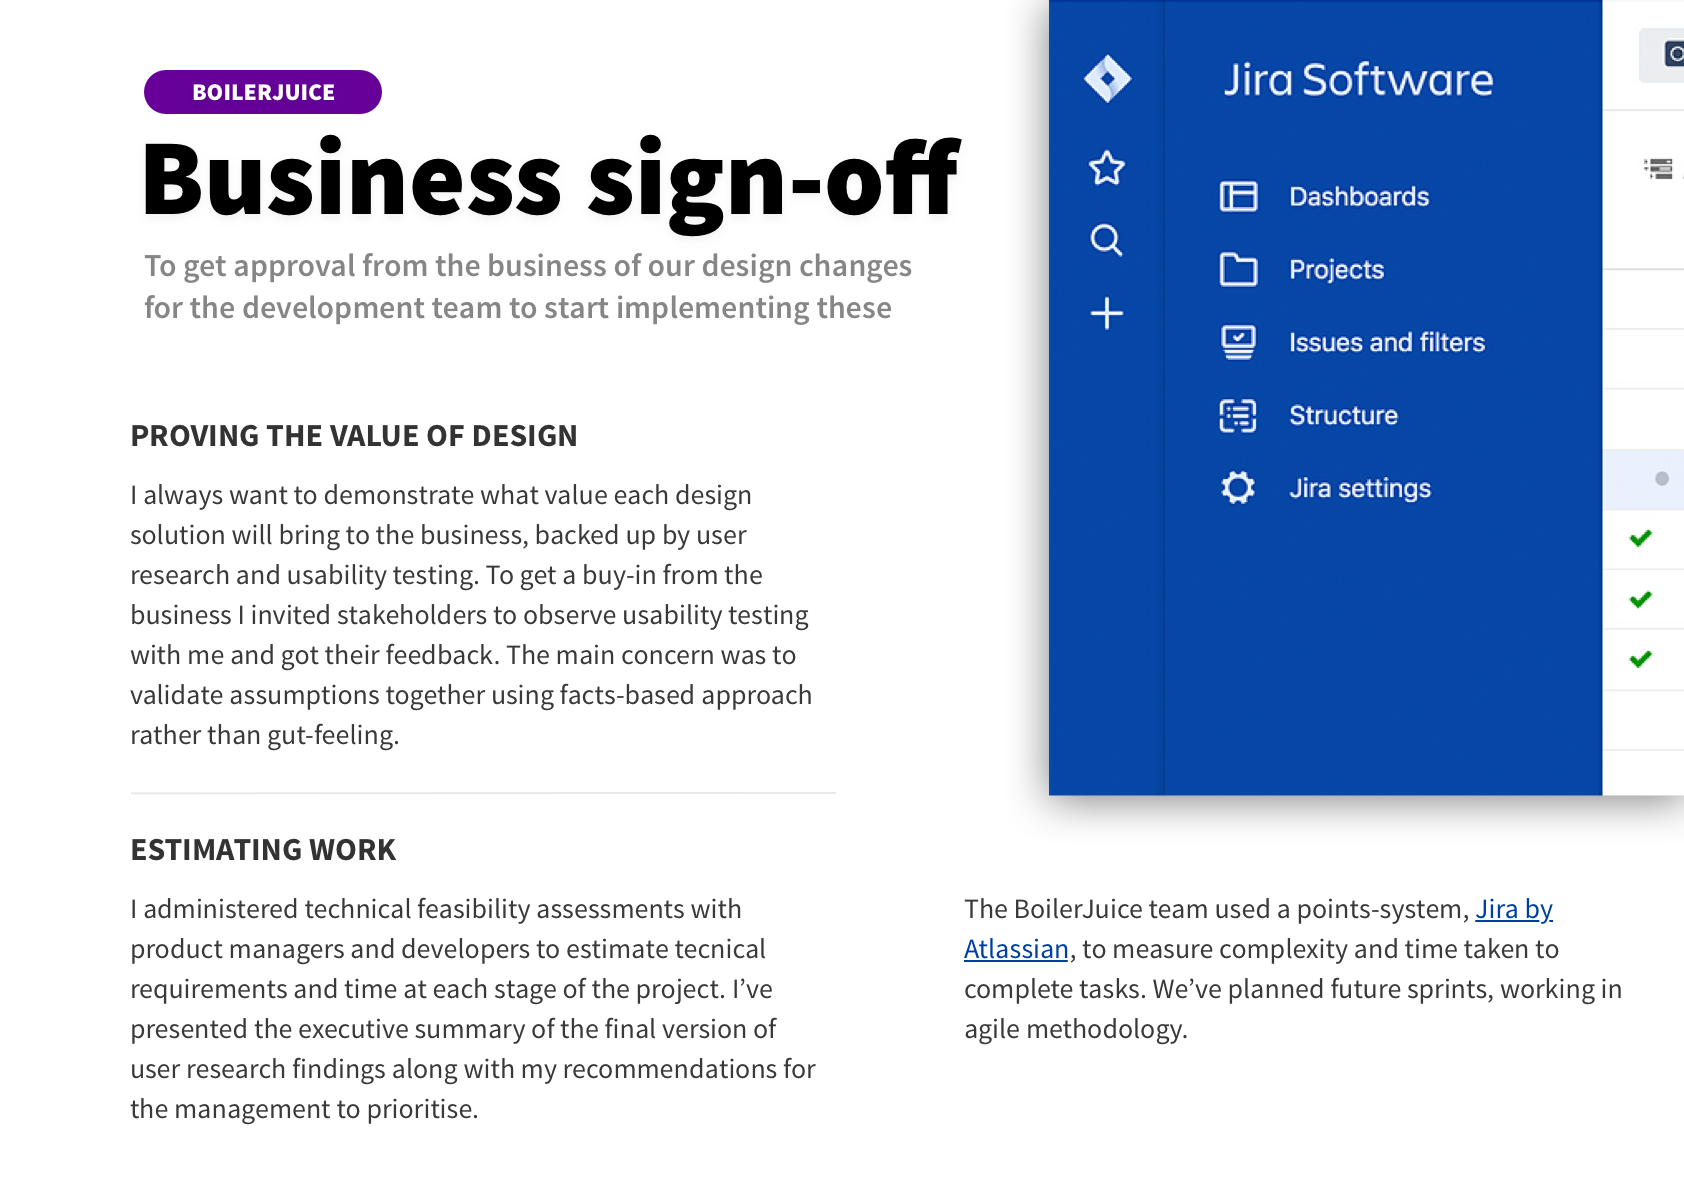 BOILERJUICE
Business sign-off
To get approval from the business of our design changes
for the development team to start implementing these
PROVING THE VALUE OF DESIGN
I always want to demonstrate what value each design
solution will bring to the business, backed up by user
research and usability testing. To get a buy-in from the
business I invited stakeholders to observe usability testing
with me and got their feedback. The main concern was to
validate assumptions together using facts-based approach
rather than gut-feeling.
ESTIMATING WORK
I administered technical feasibility assessments with
product managers and developers to estimate tecnical
requirements and time at each stage of the project. I’ve
presented the executive summary of the final version of
user research findings along with my recommendations for
the management to prioritise.
Jira Software
Dashboards
Projects
Issues and filters
Structure
Jira settings
The BoilerJuice team used a points-system, Jira by
Atlassian, to measure complexity and time taken to
complete tasks. We’ve planned future sprints, working in
agile methodology.